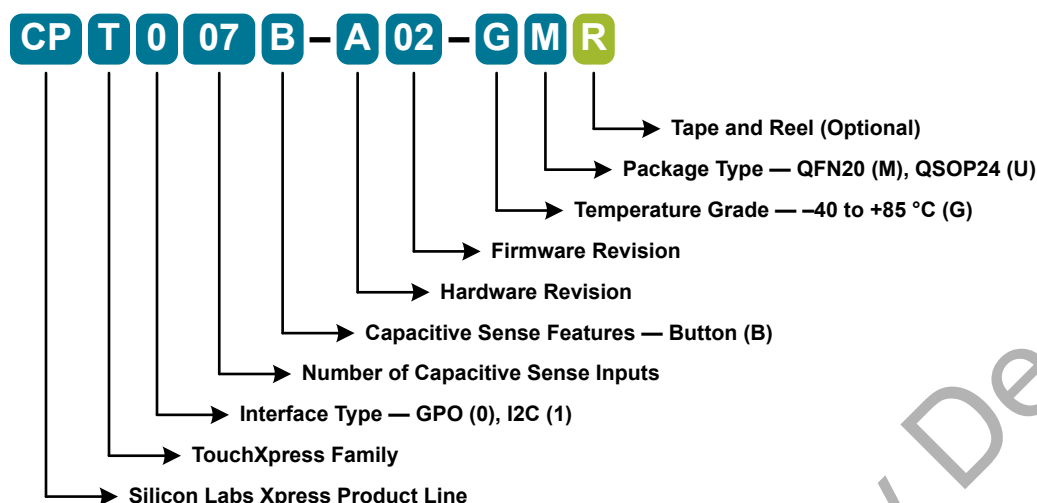 CP T 0 07 B – A 02 – G M R
Tape and Reel (Optional)
Package Type — QFN20 (M), QSOP24 (U)
Temperature Grade — –40 to +85 °C (G)
Firmware Revision
Hardware Revision
Capacitive Sense Features — Button (B)
Number of Capacitive Sense Inputs
Interface Type — GPO (0), I2C (1)
TouchXpress Family
Silicon Labs Xpress Product Line